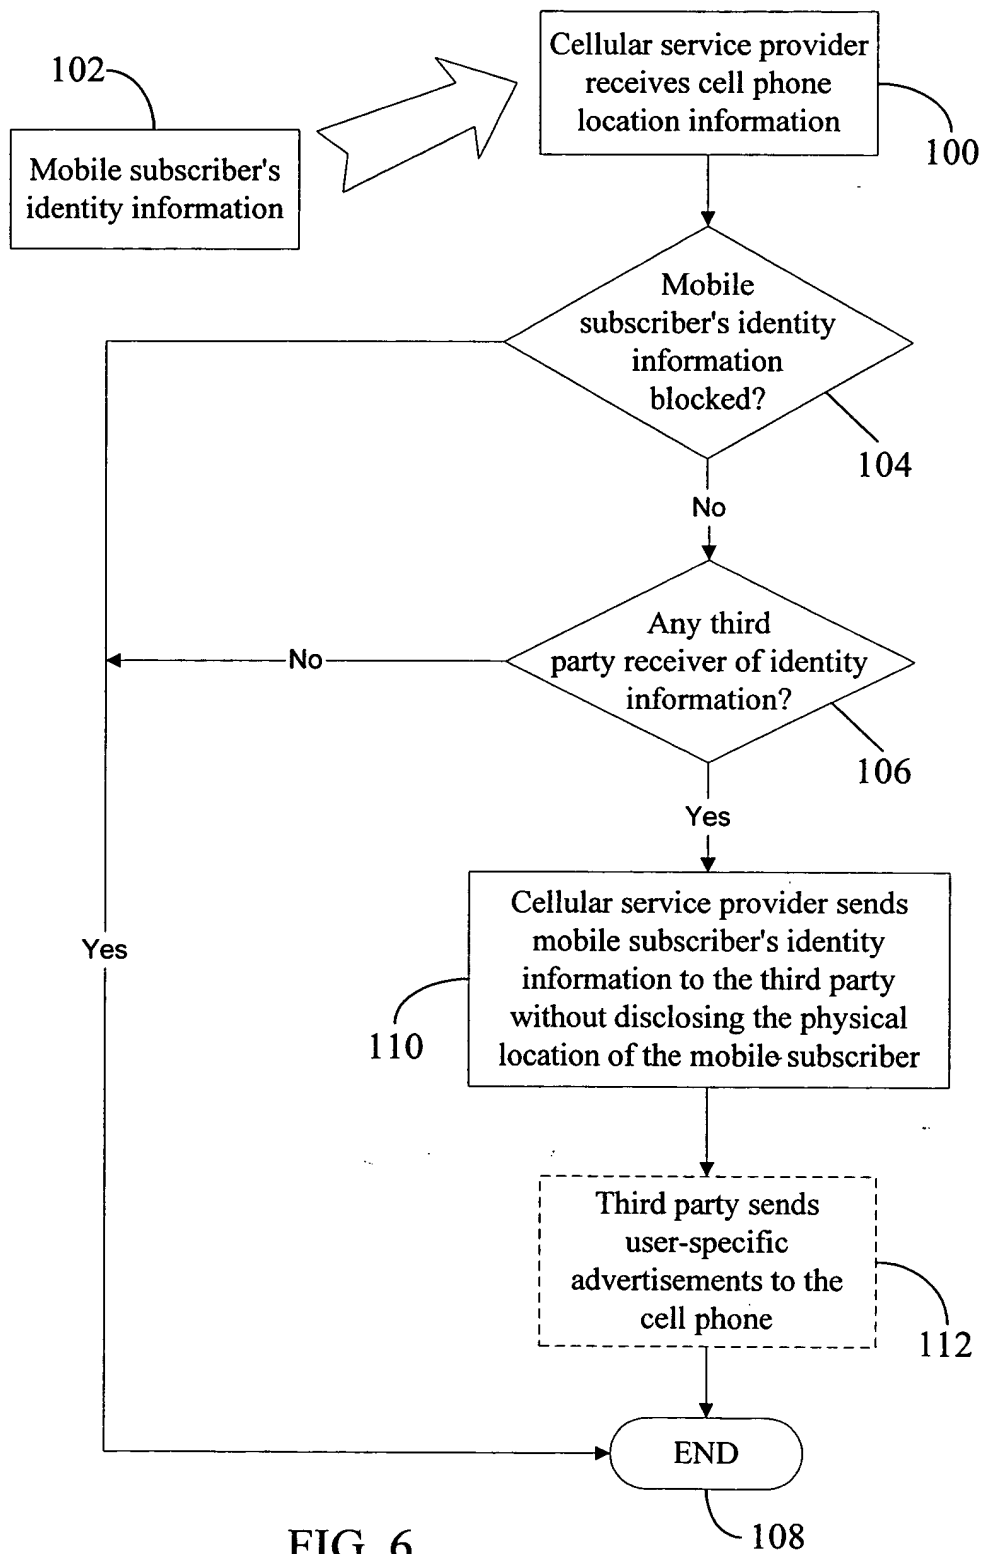 Cellular service provider
receives cell phone
location information
100
102
Mobile subscriber's
identity information
Mobile
subscriber's identity
information
blocked?
104
No
Any third
party receiver of identity
information?
106
No
Yes
Yes
Cellular service provider sends
mobile subscriber's identity
information to the third party
without disclosing the physical
location of the mobile subscriber
110
Third party sends
user-specific
advertisements to the
cell phone
112
END
108
FIG. 6